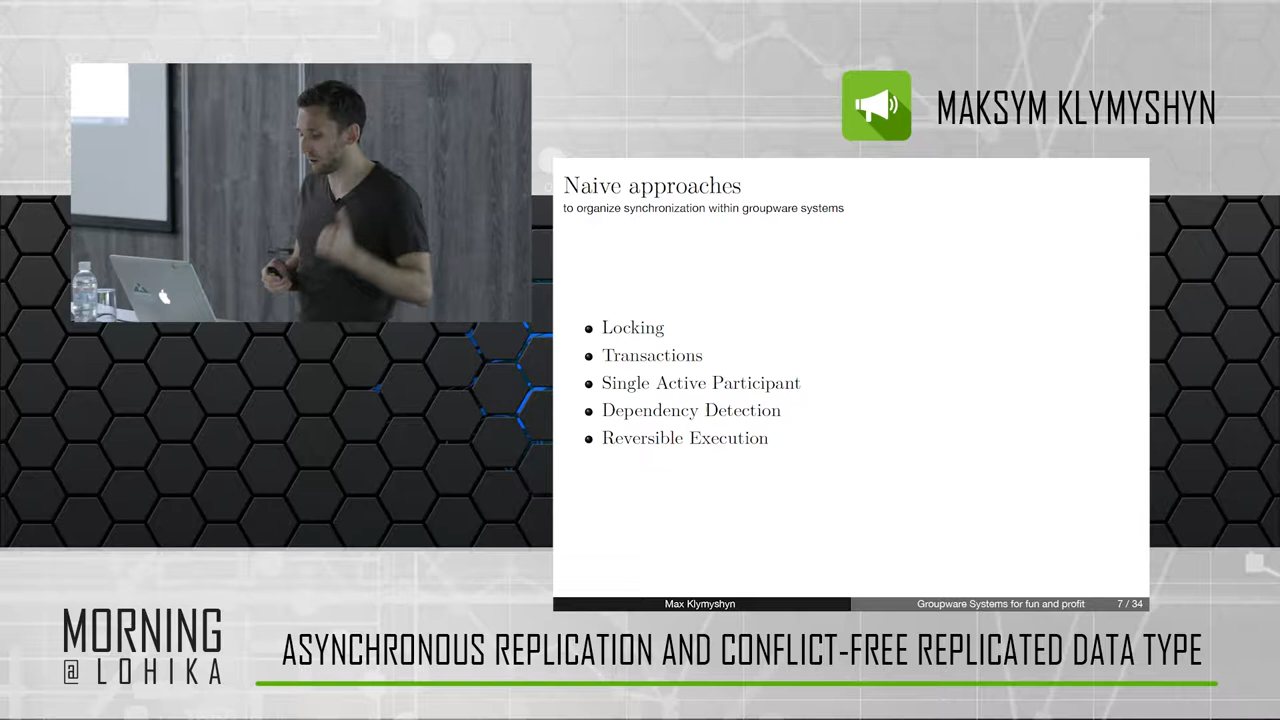 MAKSYM KLYMYSHYN
Naive approaches
to organize synchronization within groupware systems
Locking
Transactions
Single Active Participant
Dependency Detection
Reversible Execution
Max Klymyshyn
Groupware Systems for fun and profit
7 / 34
MORNING
@ LOHIKA
ASYNCHRONOUS REPLICATION AND CONFLICT-FREE REPLICATED DATA TYPE